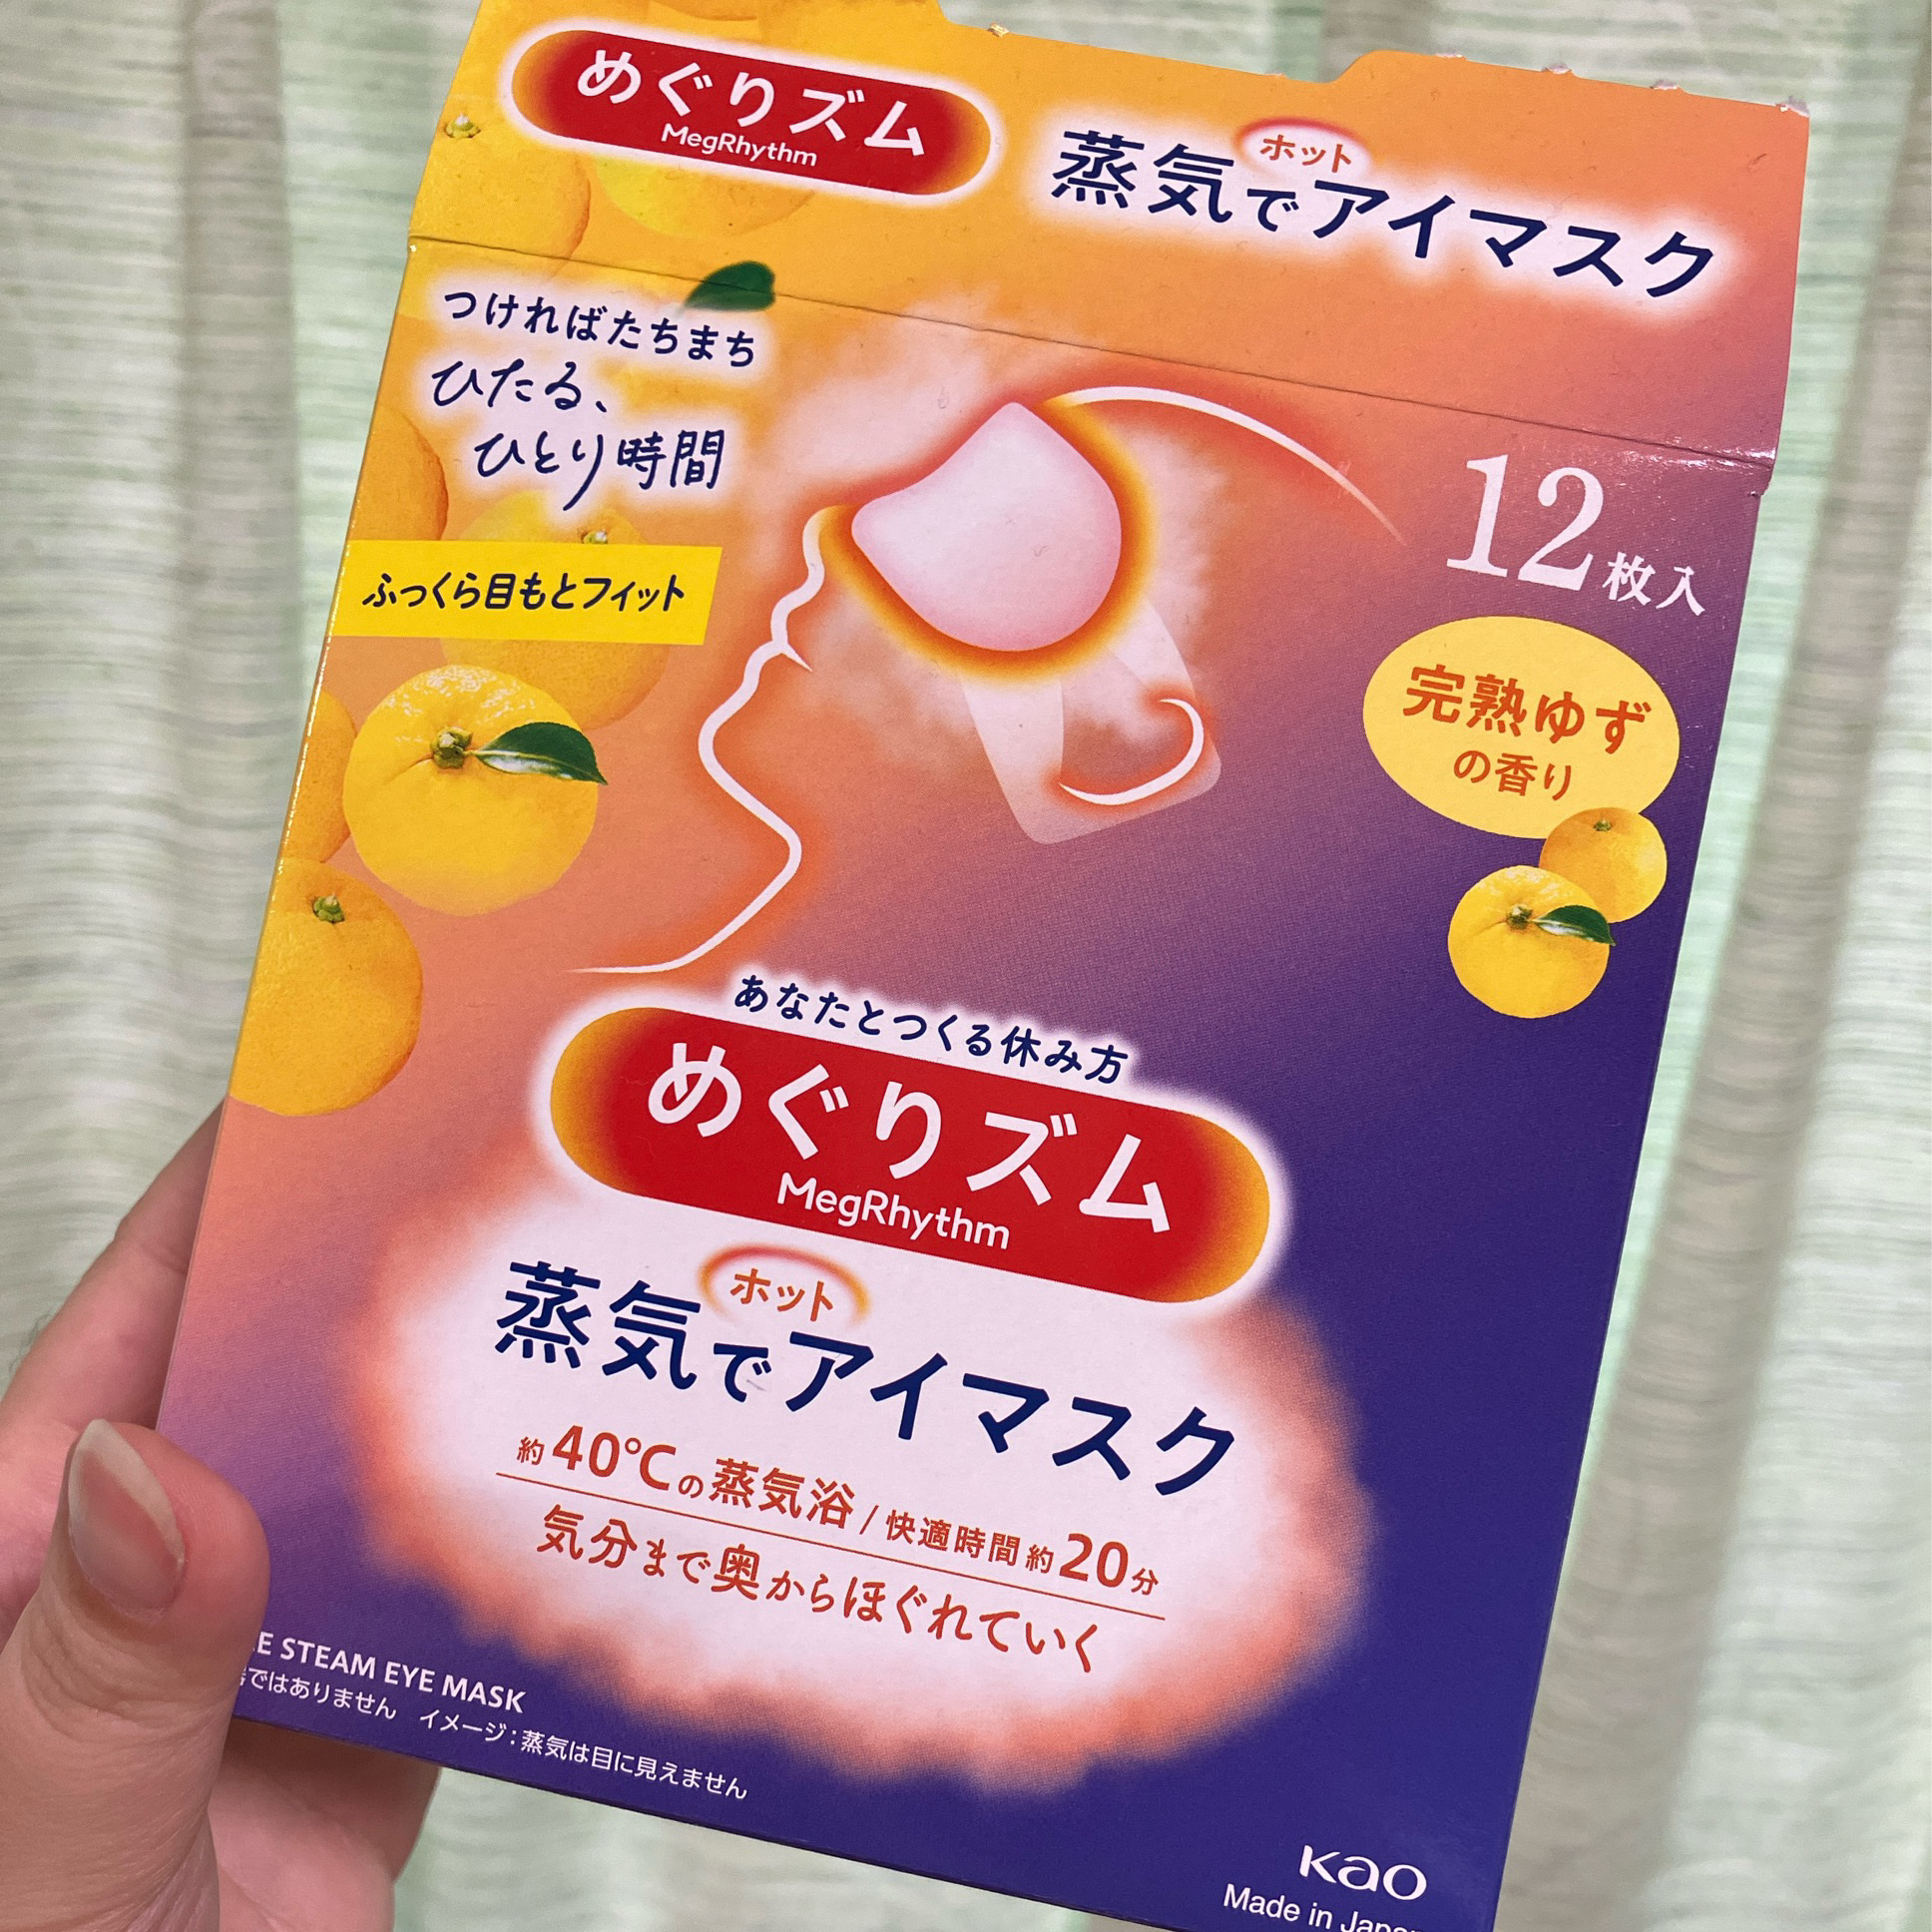 めぐりズム
MegRhythm
ホット
蒸気でアイマスク
つければたちまち
ひたる、
ひとり時間
ふっくら目もとフィット
12枚入
完熟ゆず
の香り
あなたとつくる休み方
めぐりズム
MegRhythm
ホット
蒸気でアイマスク
約40℃の蒸気浴/快適時間約20分
気分まで奥からほぐれていく
STEAM EYE MASK
ではありません イメージ:蒸気は目に見えません
Kao
Made in